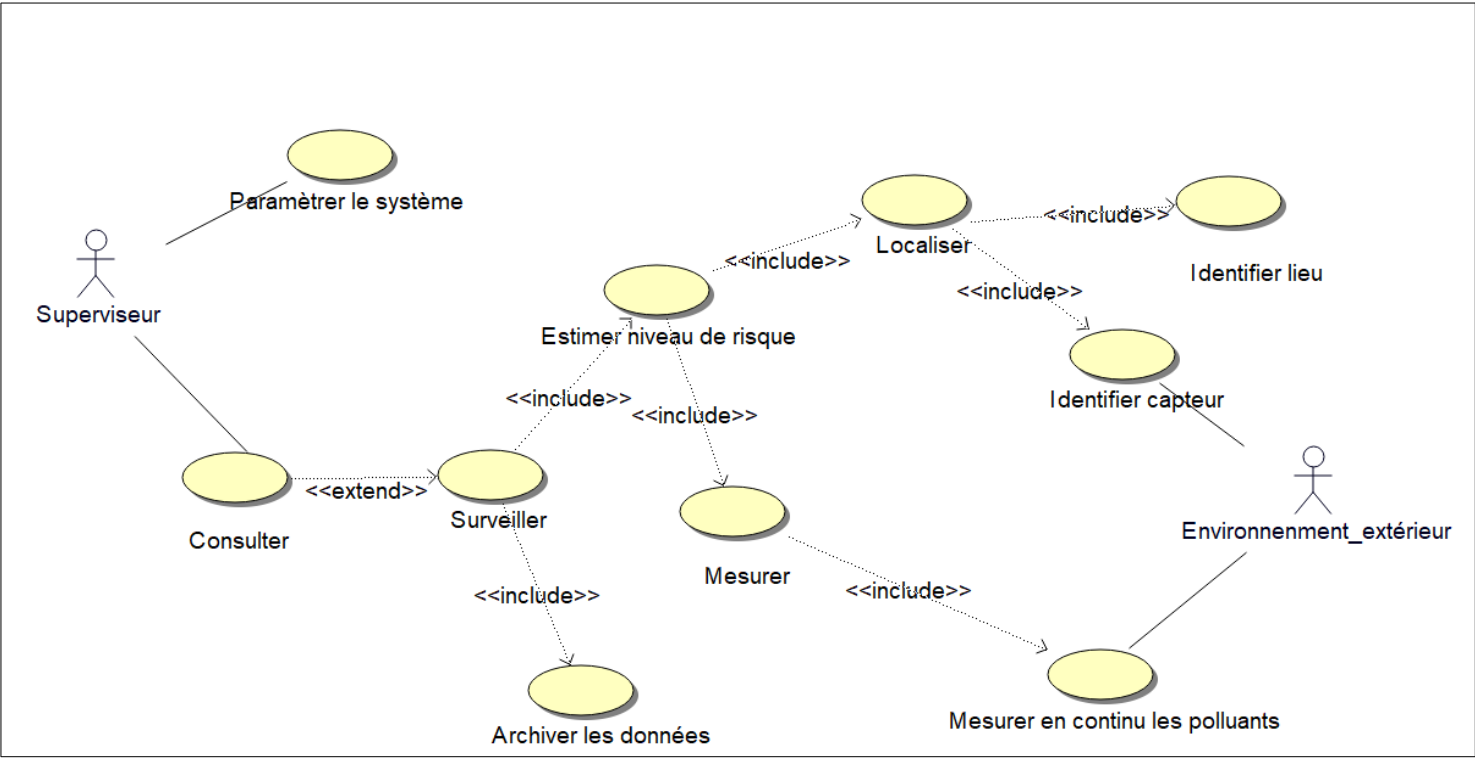 Paramètrer le système
Superviseur
Localiser
<<include>>
Identifier lieu
<<include>>
<<include>>
Estimer niveau de risque
Identifier capteur
<<include>>
<<include>>
Environnenment_extérieur
<<extend>>
Surveiller
Consulter
Mesurer
<<include>>
<<include>>
Mesurer en continu les polluants
Archiver les données